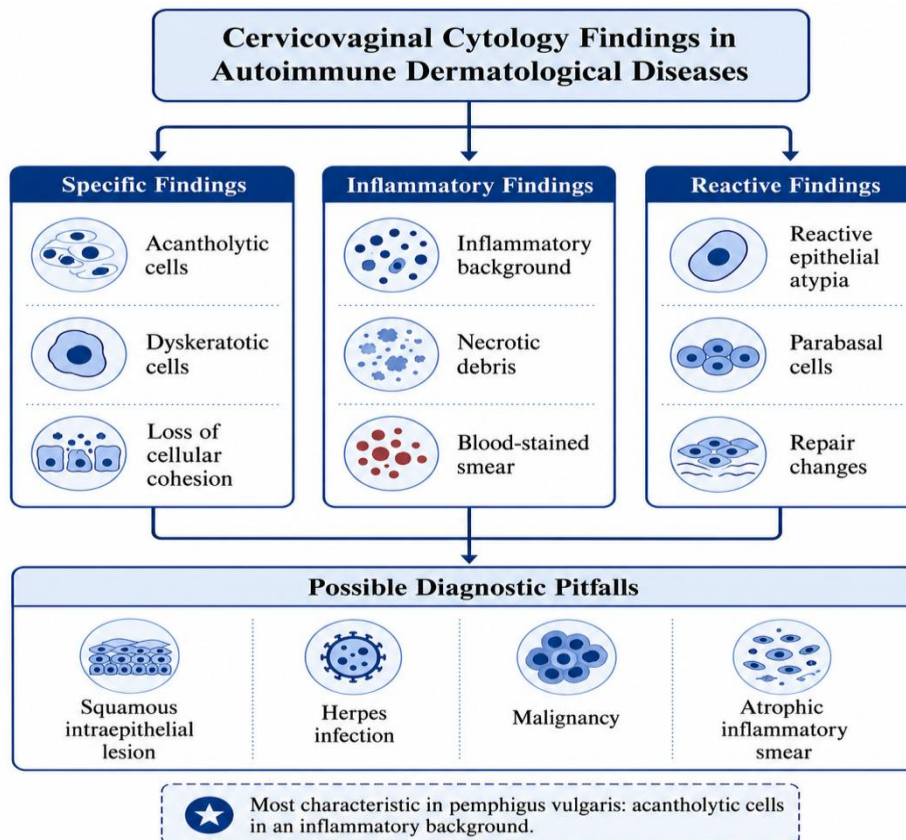 Cervicovaginal Cytology Findings in
Autoimmune Dermatological Diseases
Specific Findings
Acantholytic
cells
Dyskeratotic
cells
Loss of
cellular
cohesion
Inflammatory Findings
Inflammatory
background
Necrotic
debris
Blood-stained
smear
Reactive Findings
Reactive
epithelial
atypia
Parabasal
cells
Repair
changes
Possible Diagnostic Pitfalls
Squamous
intraepithelial
lesion
Herpes
infection
Malignancy
Atrophic
inflammatory
smear
Most characteristic in pemphigus vulgaris: acantholytic cells
in an inflammatory background.